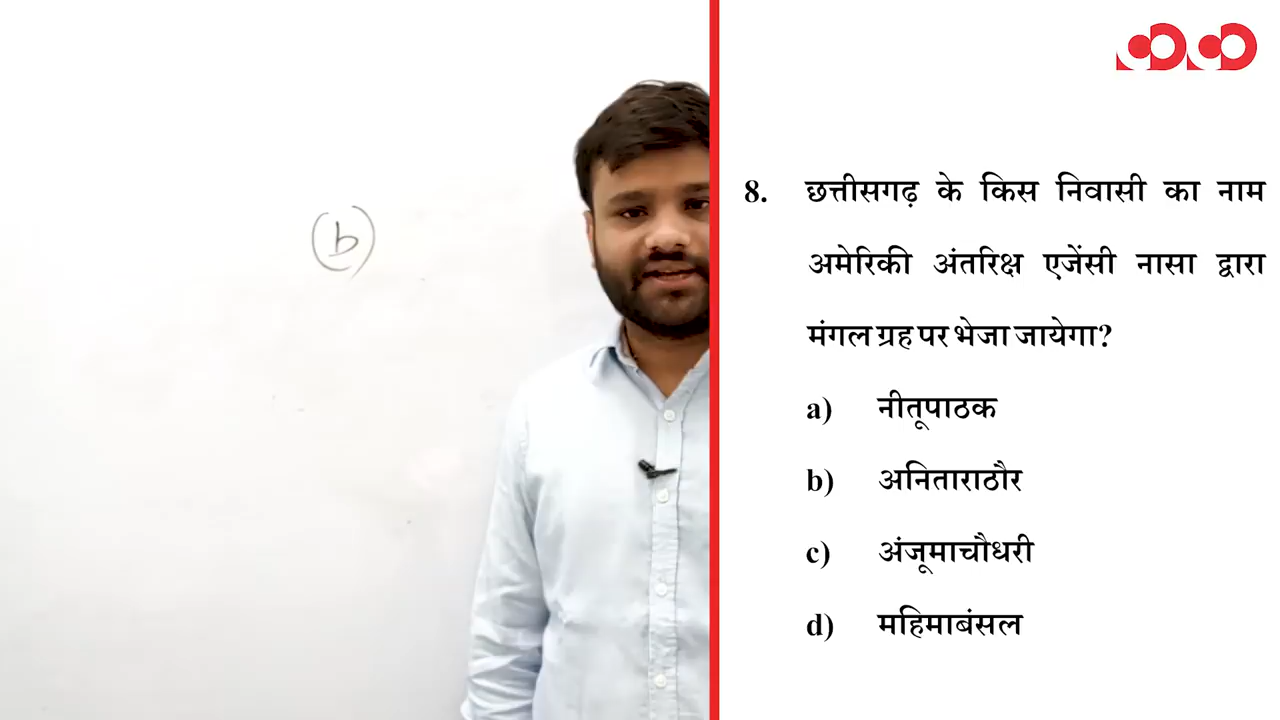 (b)
8. छत्तीसगढ़ के किस निवासी का नाम
अमेरिकी अंतरिक्ष एजेंसी नासा द्वारा
मंगल ग्रह पर भेजा जायेगा?
a) नीतूपाठक
b) अनिताराठौर
c) अंजूमाचौधरी
d) महिमाबंसल